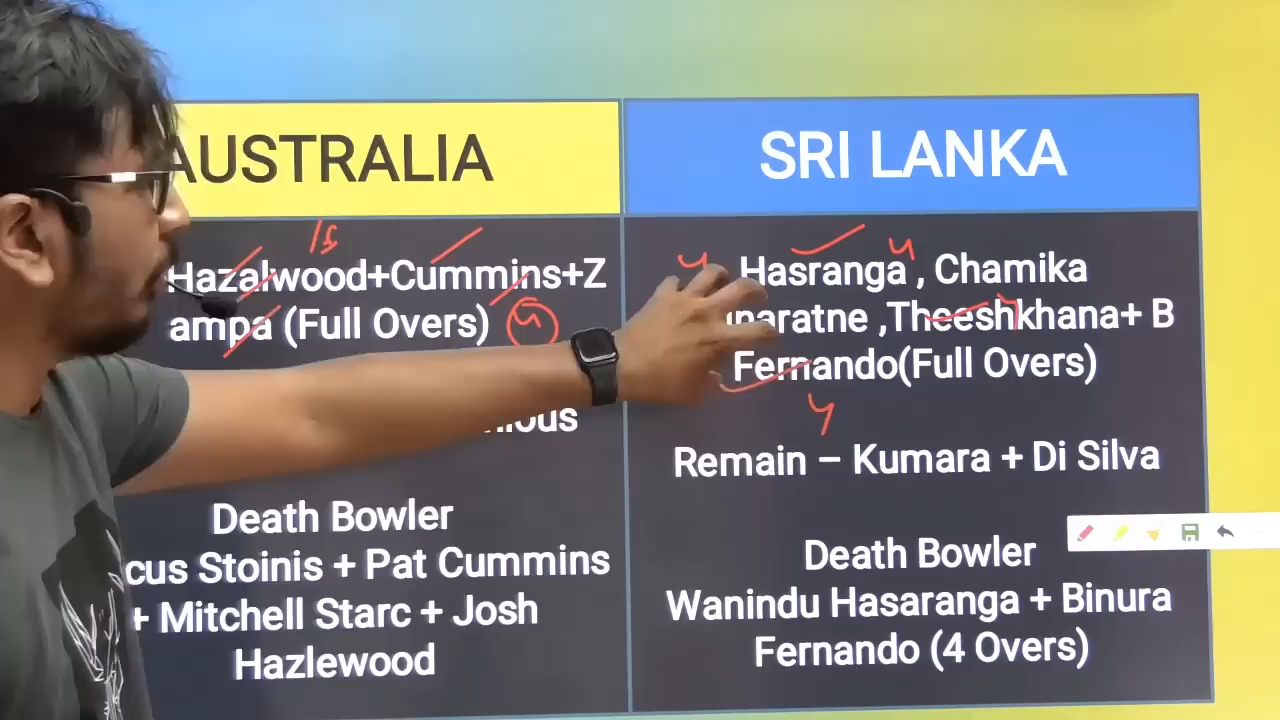 AUSTRALIA
Hazalwood+Cummins+Z
ampa (Full Overs)
Death Bowler
cus Stoinis + Pat Cummins
+ Mitchell Starc + Josh
Hazlewood
SRI LANKA
Hasranga , Chamika
naratne ,Theeshkhana+ B
Fernando(Full Overs)
Remain – Kumara + Di Silva
Death Bowler
Wanindu Hasaranga + Binura
Fernando (4 Overs)